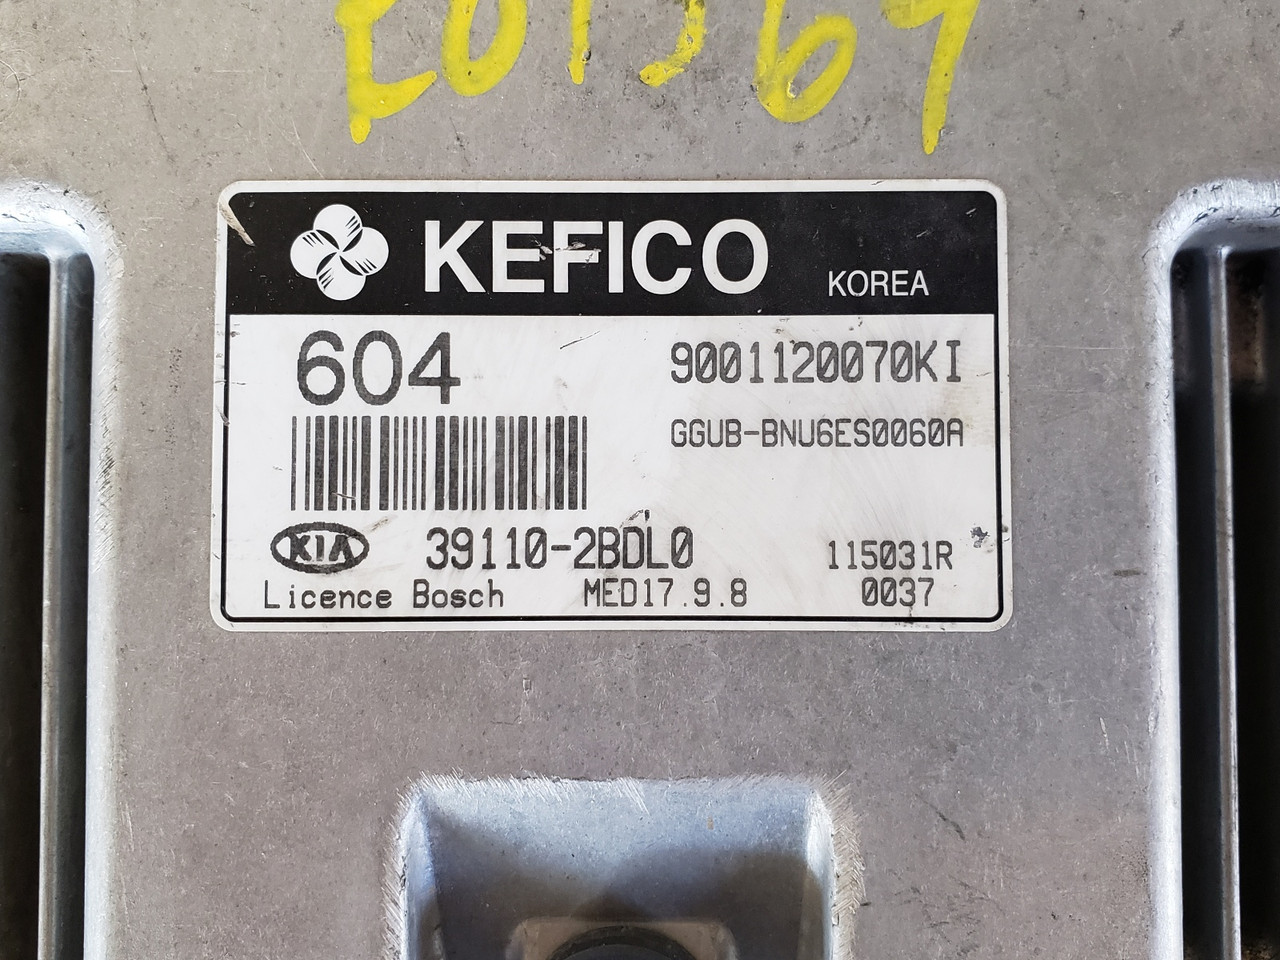 KEFICO KOREA
604 9001120070KI
GGUB-BNU6ES0060A
KIA 39110-2BDL0 115031R
Licence Bosch MED17.9.8 0037